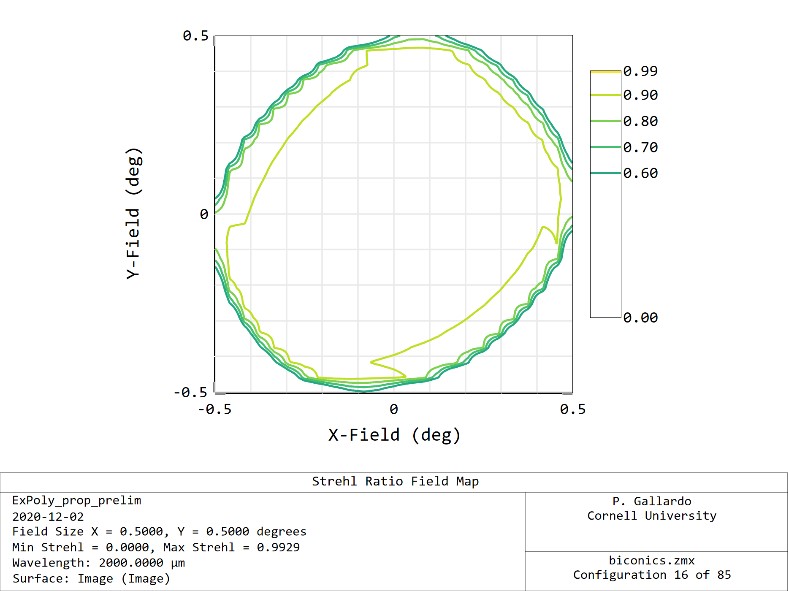 0.5
0
-0.5
-0.5
0
0.5
Y-Field (deg)
X-Field (deg)
0.99
0.90
0.80
0.70
0.60
0.00
Strehl Ratio Field Map
ExPoly_prop_prelim
2020-12-02
Field Size X = 0.5000, Y = 0.5000 degrees
Min Strehl = 0.0000, Max Strehl = 0.9929
Wavelength: 2000.0000 µm
Surface: Image (Image)
P. Gallardo
Cornell University
biconics.zmx
Configuration 16 of 85